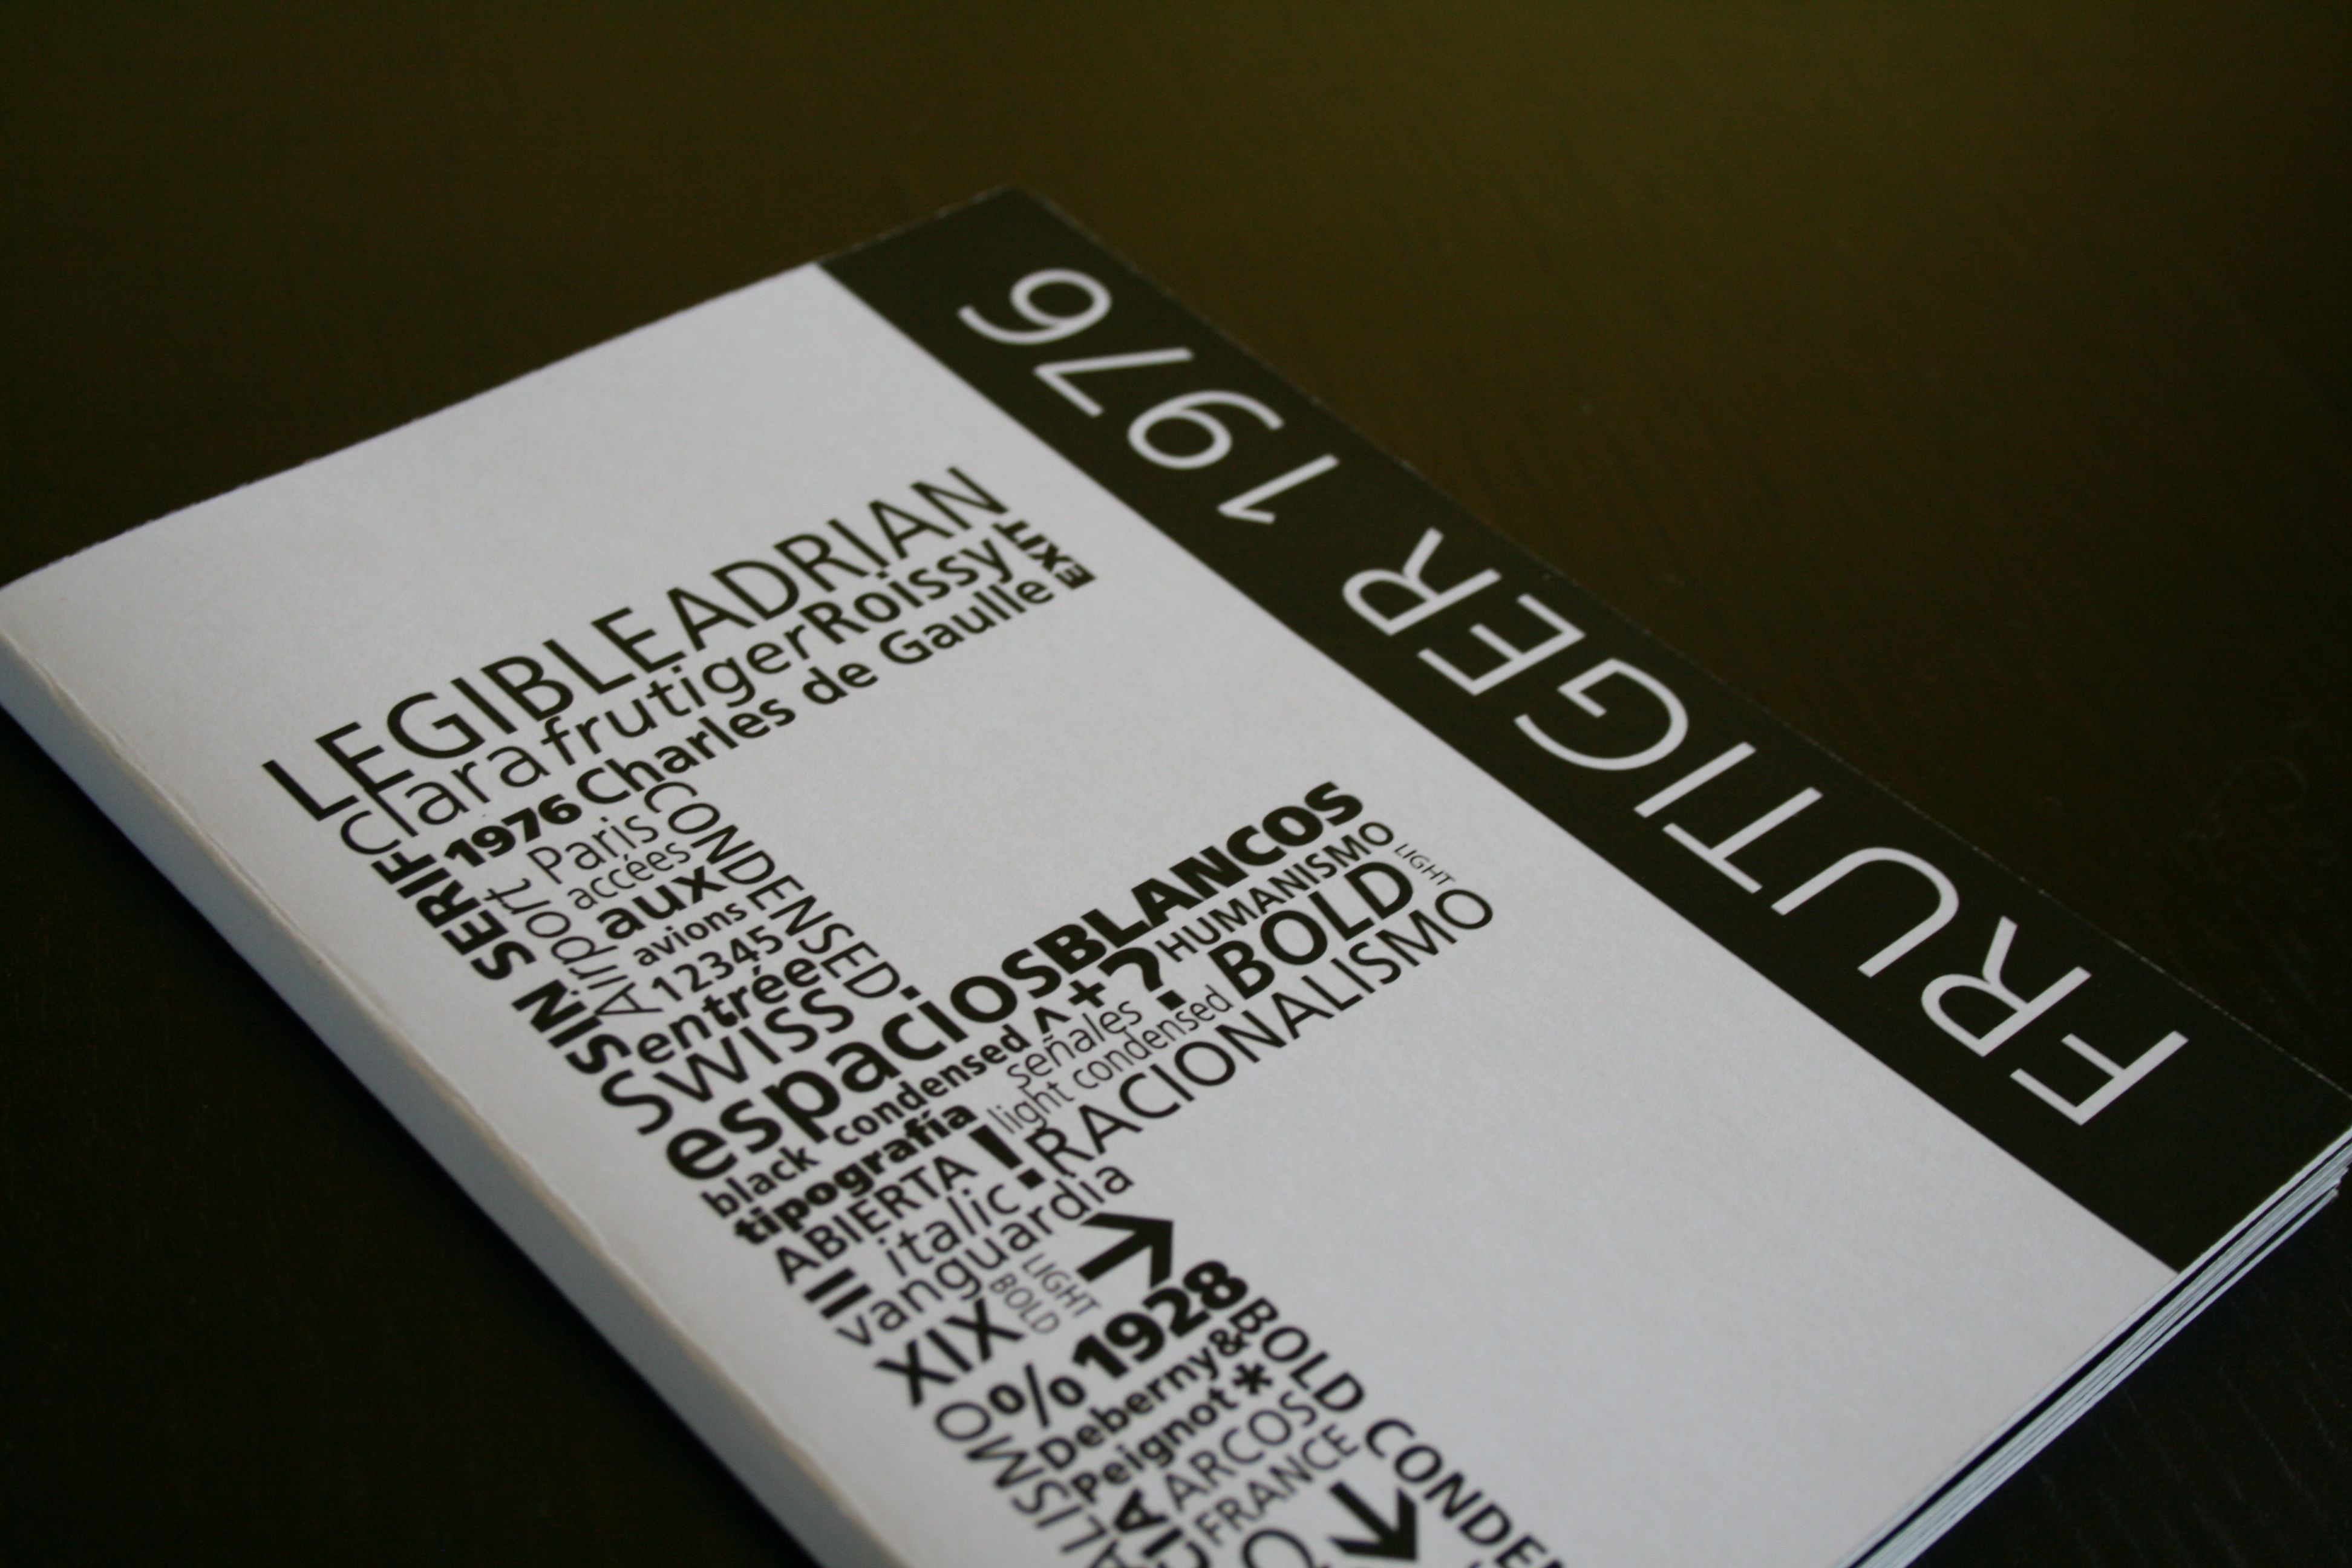 FRUTIGER 1976
LEGIBLEADRIAN
ClarafrutigerRoissy
EXIT
1976 Charles de Gaulle
SIN SERIF
Airport
Paris
accées
aux
avions
12345
entrée
CONDENSED
SWISS
espaciosBLANCOS
black condensed
^+?
HUMANISMO
LIGHT
señales
BOLD
tipografía
light condensed
ABIERTA
!
RACIONALISMO
italic
vanguardia
LIGHT
BOLD
→
XIX
%
1928
Deberny&
Peignot*
BOLD
ARCOS
FRANCE